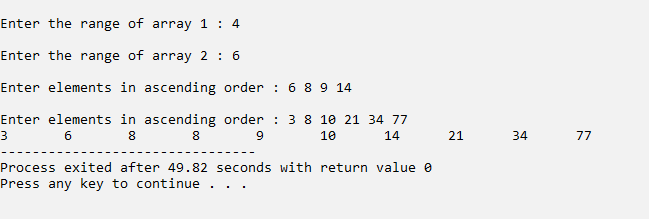 Enter the range of array 1 : 4
Enter the range of array 2 : 6
Enter elements in ascending order : 6 8 9 14
Enter elements in ascending order : 3 8 10 21 34 77
3       6       8       8       9       10      14      21      34      77
--------------------------------
Process exited after 49.82 seconds with return value 0
Press any key to continue . . .